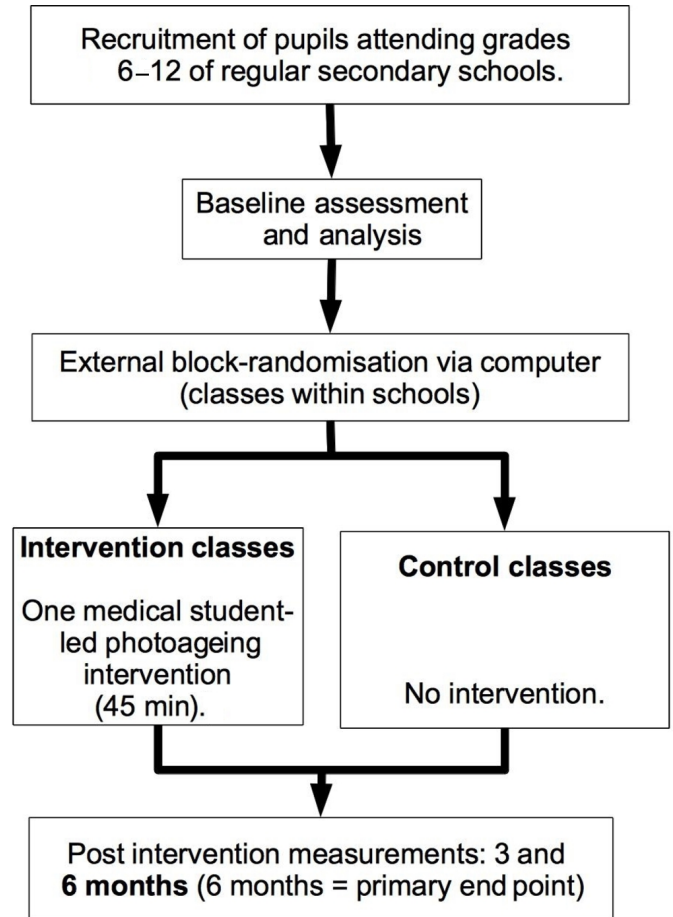 Recruitment of pupils attending grades
6–12 of regular secondary schools.
Baseline assessment
and analysis
External block-randomisation via computer
(classes within schools)
Intervention classes
One medical student-
led photoageing
intervention
(45 min).
Control classes
No intervention.
Post intervention measurements: 3 and
6 months (6 months = primary end point)